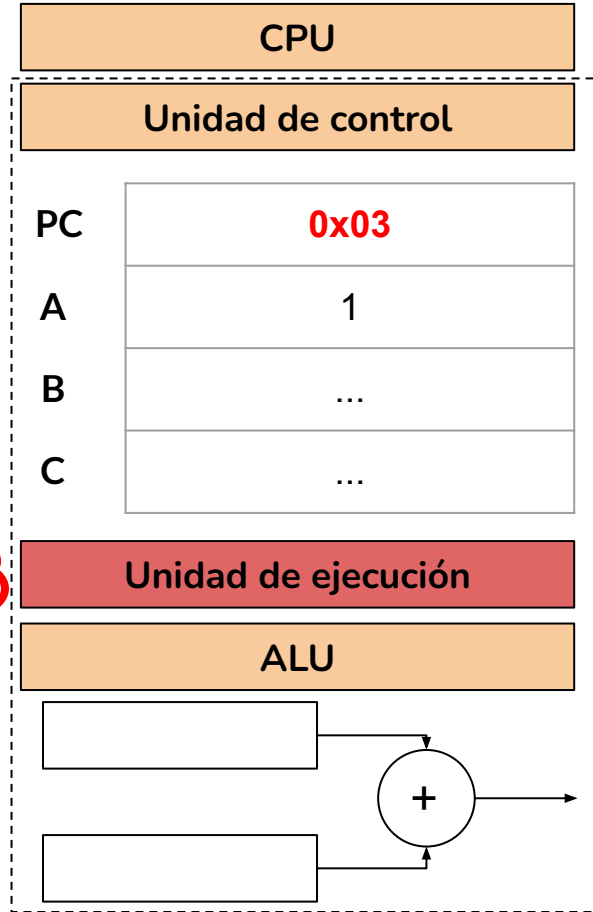 CPU
Unidad de control
PC 0x03
A 1
B ...
C ...
Unidad de ejecución
ALU
+